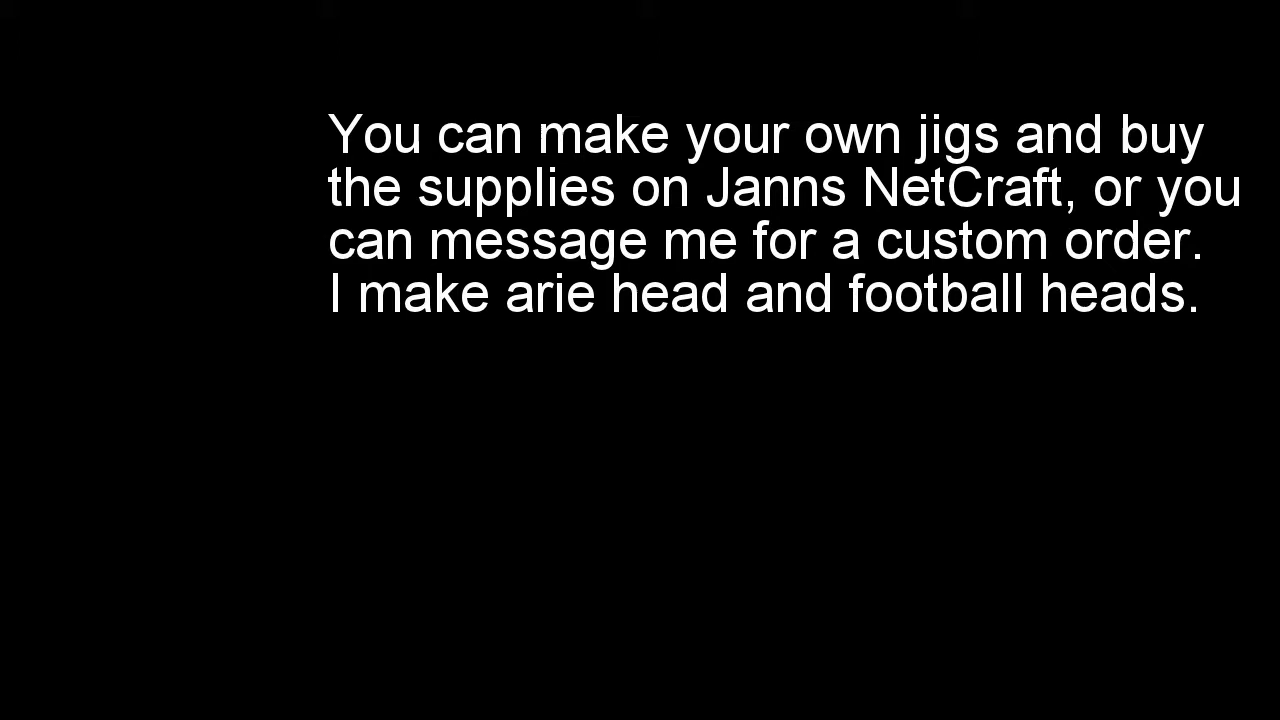 You can make your own jigs and buy
the supplies on Janns NetCraft, or you
can message me for a custom order.
I make arie head and football heads.